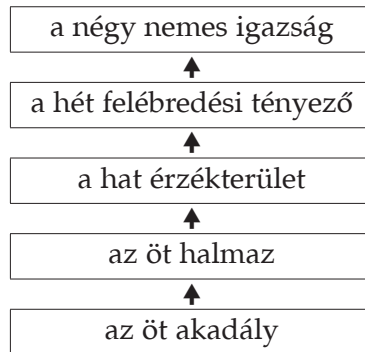 a négy nemes igazság
a hét felébredési tényező
a hat érzékterület
az öt halmaz
az öt akadály